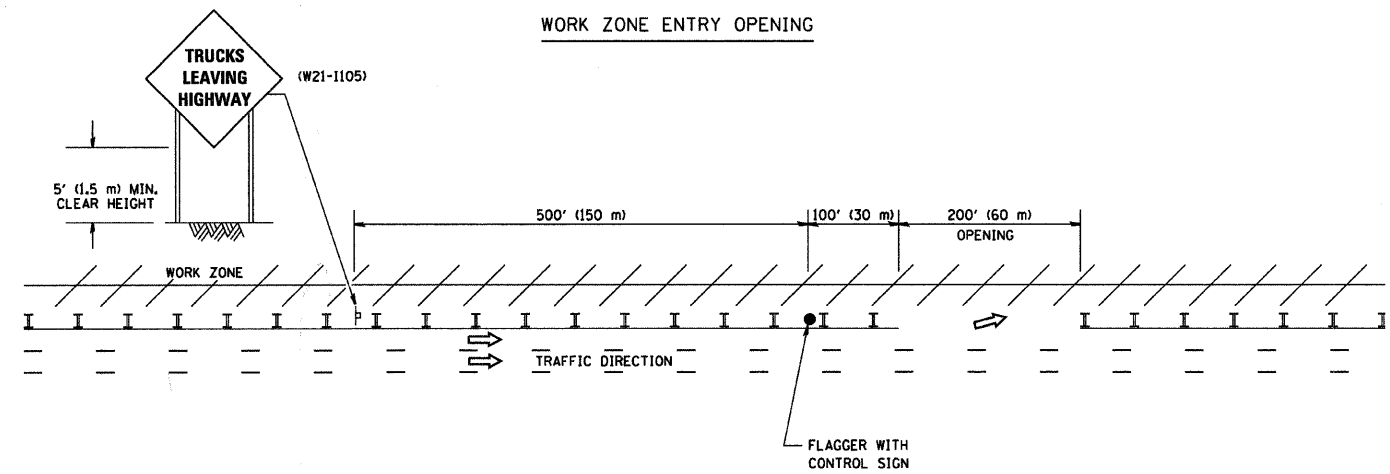 WORK ZONE ENTRY OPENING
TRUCKS
LEAVING
HIGHWAY
(W21-I105)
5' (1.5 m) MIN.
CLEAR HEIGHT
500' (150 m)
100' (30 m)
200' (60 m)
OPENING
WORK ZONE
TRAFFIC DIRECTION
FLAGGER WITH
CONTROL SIGN